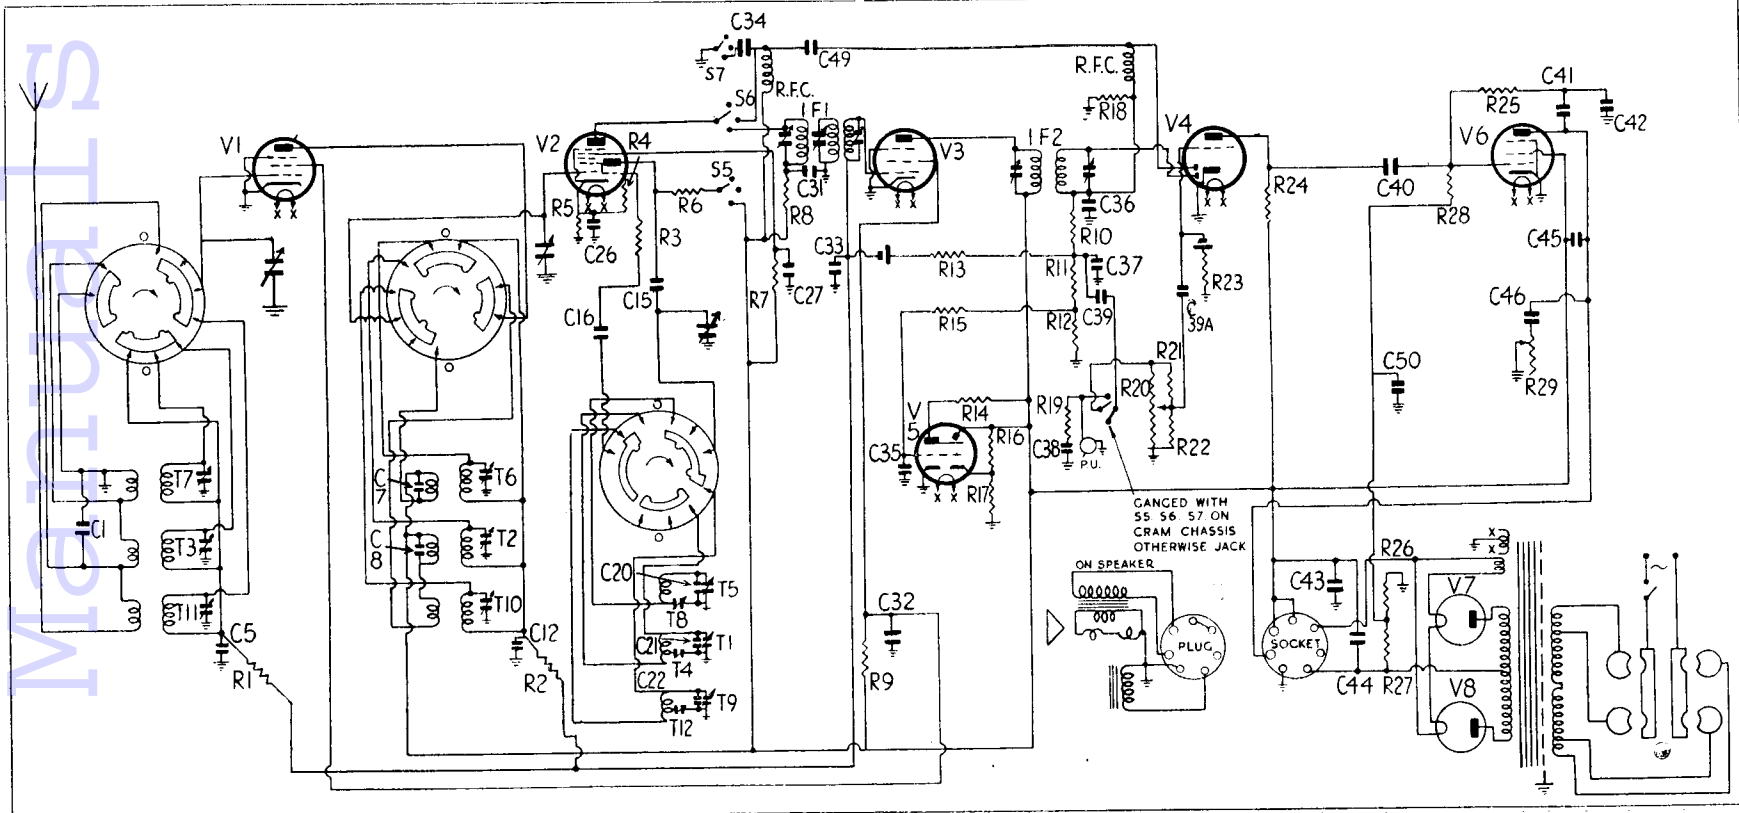 Manuals
C34
S7
C49
R.F.C.
R.F.C.
R18
S6
1F1
V1
V2
R4
V3
1F2
V4
C41
R25
C42
V6
S5
C31
R5
R6
R8
C36
R24
C40
R28
C26
R3
C33
R10
C45
R13
R11
C37
R23
R7
C27
C15
C16
C39
C
39A
C46
R15
R12
C50
R29
R21
R20
V
5
R14
R19
R16
R22
C35
C38
P.U.
R17
T7
C
7
T6
C1
GANGED WITH
S5. S6. S7. ON
CRAM CHASSIS
OTHERWISE JACK
T3
C
8
T2
X
X
R26
ON SPEAKER
C20
T5
C43
V7
T11
T10
T8
C32
C5
C12
C21
T1
PLUG
SOCKET
T4
R1
R2
C22
R9
C44
R27
V8
T9
T12
X X
X X
X X
X X
X X
X X
O
O
O
O
O
O